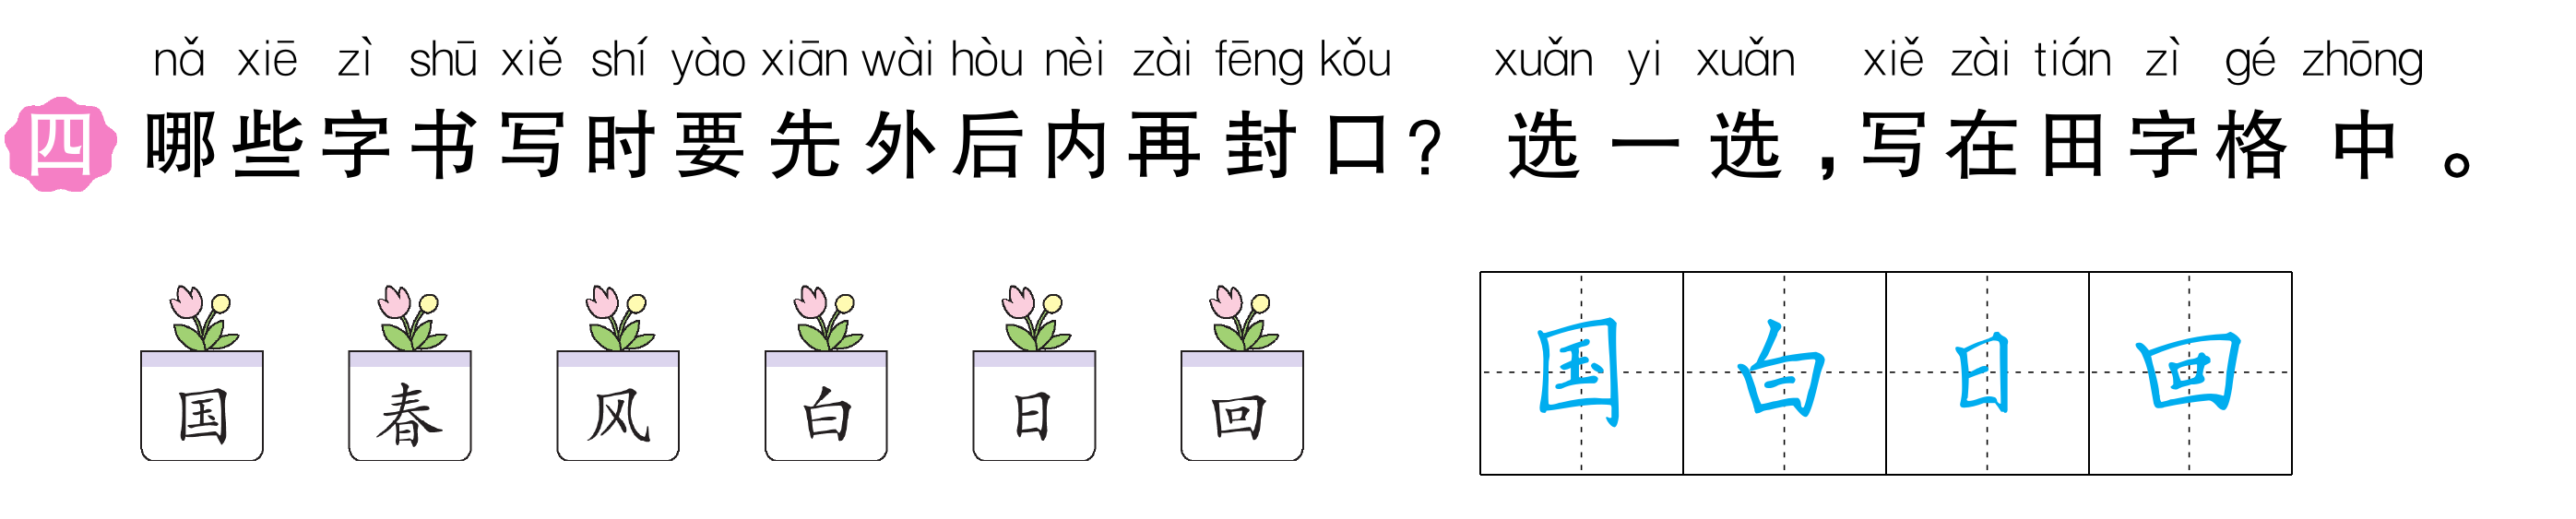 nǎ xiē zì shū xiě shí yào xiān wài hòu nèi zài fēng kǒu xuǎn yi xuǎn xiě zài tián zì gé zhōng
四 哪些字书写时要先外后内再封口？选一选，写在田字格中。
国 春 风 白 日 回 国 白 日 回